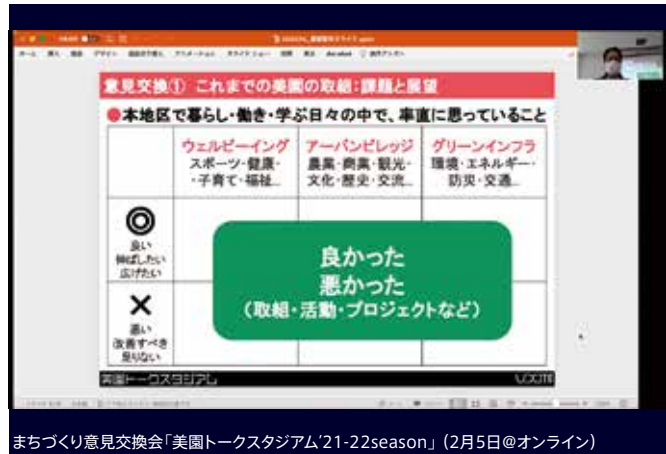 意見交換① これまでの美園の取組:課題と展望
●本地区で暮らし・働き・学ぶ日々の中で、率直に思っていること
ウェルビーイング
スポーツ・健康・
・子育て・福祉…
アーバンビレッジ
農業・商業・観光・
文化・歴史・交流…
グリーンインフラ
環境・エネルギー・
防災・交通…
◎
良い
伸ばしたい
広げたい
×
悪い
改善すべき
足りない
良かった
悪かった
(取組・活動・プロジェクトなど)
美園トークスタジアム
UDCMi
まちづくり意見交換会「美園トークスタジアム’21-22season」(2月5日@オンライン)